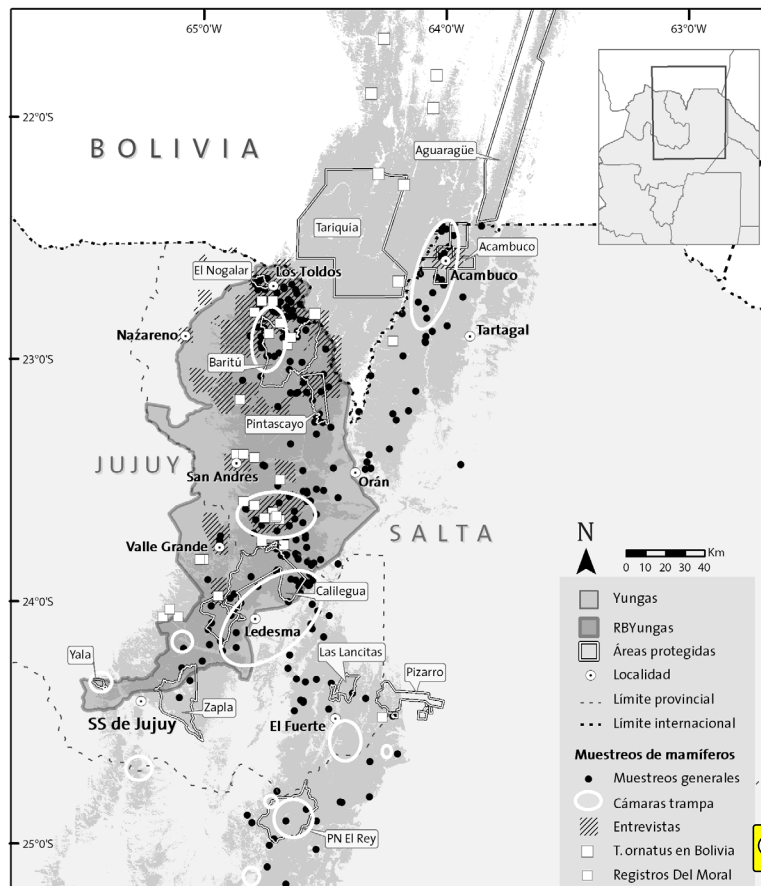 65°0'O
64°0'O
63°0'O
22°0'S
BOLIVIA
Aguaragüe
Tariquía
El Nogalar
Los Toldos
Acambuco
Acambuco
Nazareno
Tartagal
23°0'S
Baritú
Pintascayo
JUJUY
San Andres
Orán
SALTA
Valle Grande
24°0'S
Calilegua
Ledesma
Yala
Las Lancitas
Pizarro
Zapla
SS de Jujuy
El Fuerte
PN El Rey
25°0'S
N
Km
0 10 20 30 40
Yungas
RBYungas
Áreas protegidas
Localidad
Límite provincial
Límite internacional
Muestreos de mamíferos
Muestreos generales
Cámaras trampa
Entrevistas
T. ornatus en Bolivia
Registros Del Moral